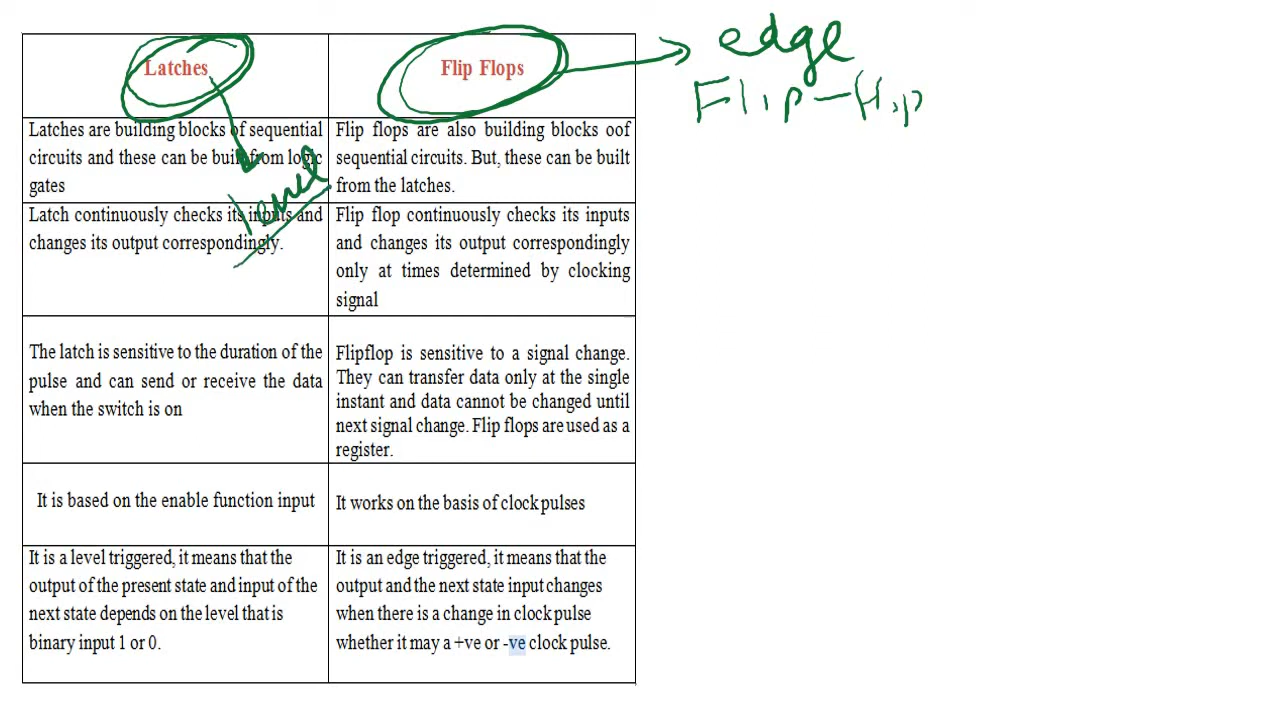 Latches
Flip Flops
edge
Flip-Flip
level
Latches are building blocks of sequential
circuits and these can be built from logic
gates
Flip flops are also building blocks oof
sequential circuits. But, these can be built
from the latches.
Latch continuously checks its inputs and
changes its output correspondingly.
Flip flop continuously checks its inputs
and changes its output correspondingly
only at times determined by clocking
signal
The latch is sensitive to the duration of the
pulse and can send or receive the data
when the switch is on
Flipflop is sensitive to a signal change.
They can transfer data only at the single
instant and data cannot be changed until
next signal change. Flip flops are used as a
register.
It is based on the enable function input
It works on the basis of clock pulses
It is a level triggered, it means that the
output of the present state and input of the
next state depends on the level that is
binary input 1 or 0.
It is an edge triggered, it means that the
output and the next state input changes
when there is a change in clock pulse
whether it may a +ve or -ve clock pulse.